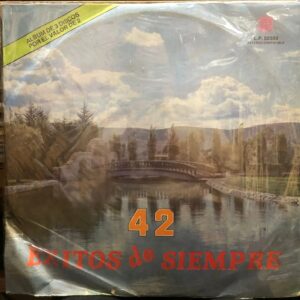 ALBUM DE 3 DISCOS
POR EL VALOR DE 2
42
EXITOS de SIEMPRE